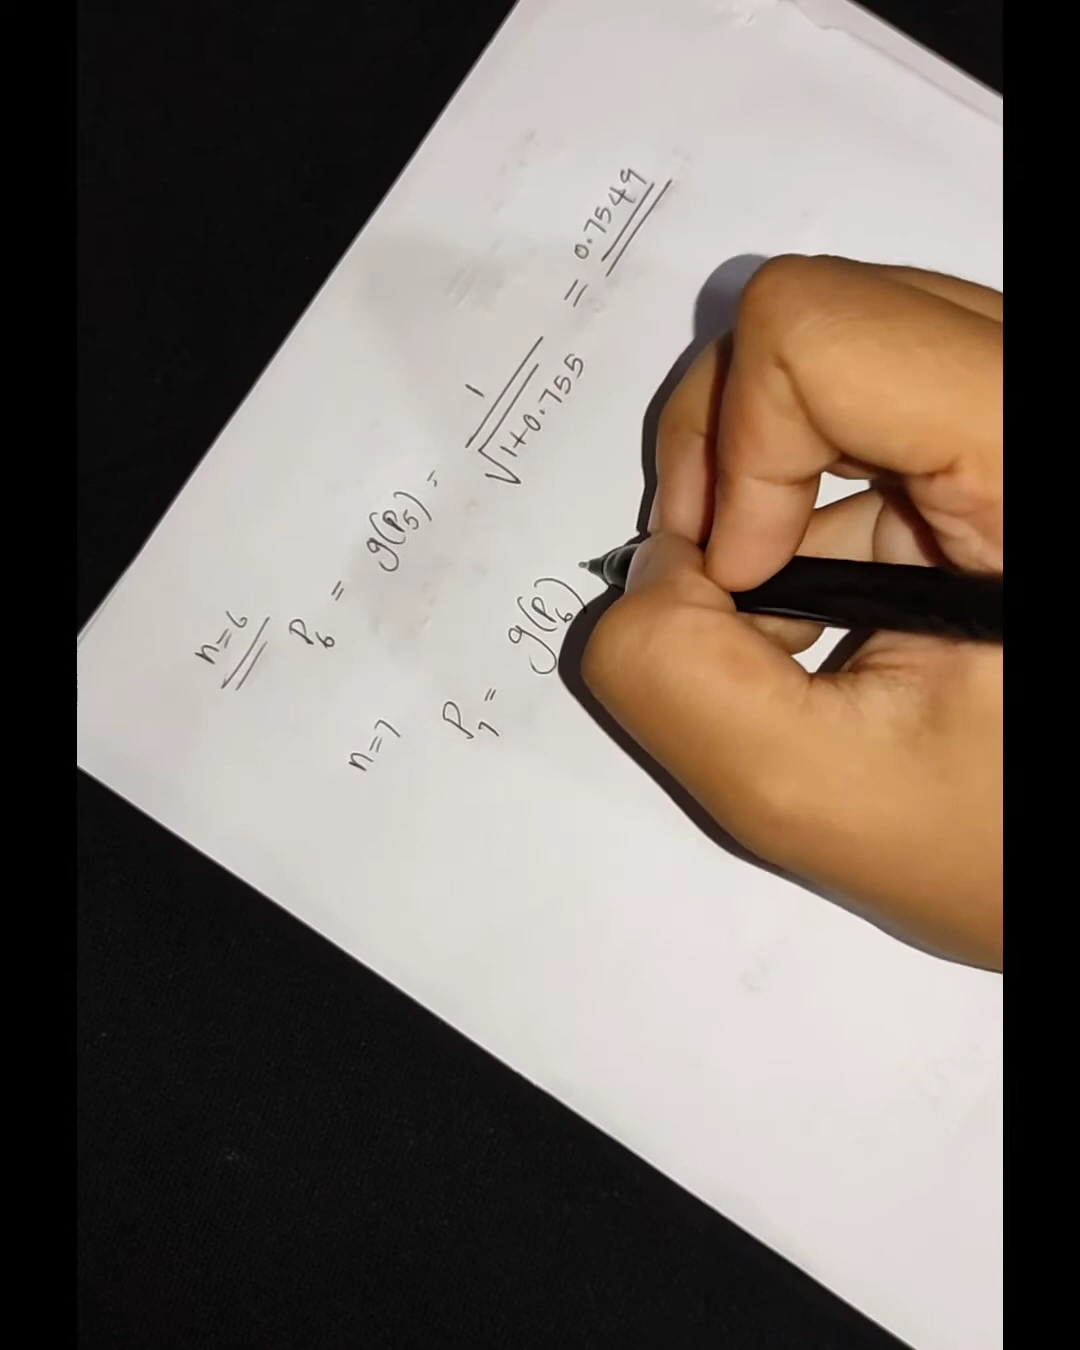 n=6
P₆ = g(P₅) = 1/√(1+0.755) = 0.7549
n=7
P₇ = g(P₆)